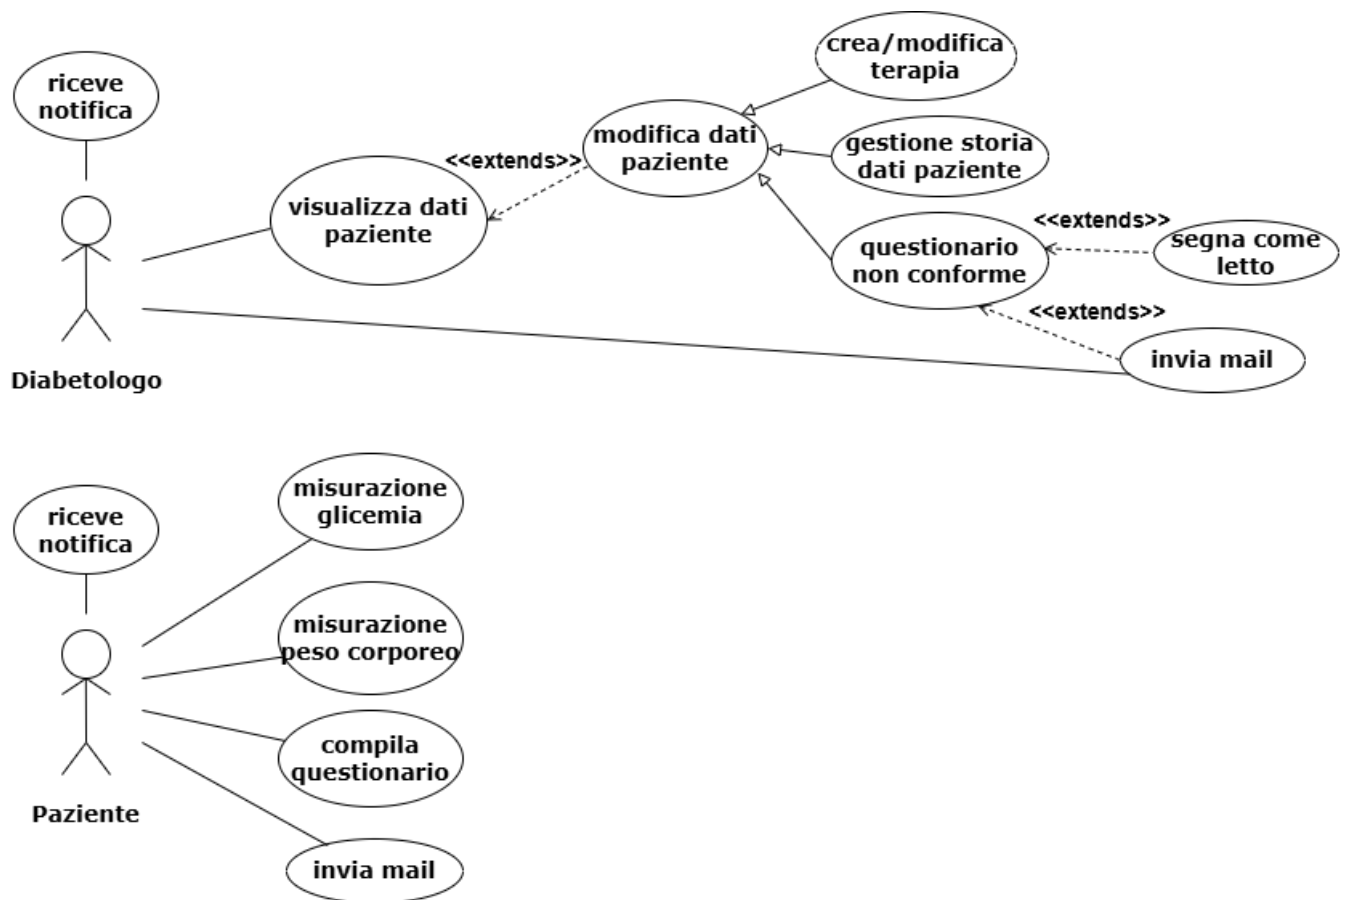 crea/modifica
terapia
riceve
notifica
modifica dati
paziente
<<extends>>
gestione storia
dati paziente
visualizza dati
paziente
<<extends>>
questionario
non conforme
segna come
letto
<<extends>>
invia mail
Diabetologo
misurazione
glicemia
riceve
notifica
misurazione
peso corporeo
compila
questionario
Paziente
invia mail